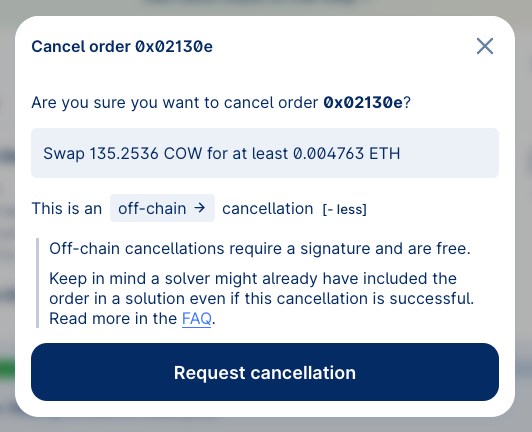 Cancel order 0x02130e
Are you sure you want to cancel order 0x02130e?
Swap 135.2536 COW for at least 0.004763 ETH
This is an off-chain → cancellation [- less]
Off-chain cancellations require a signature and are free.
Keep in mind a solver might already have included the
order in a solution even if this cancellation is successful.
Read more in the FAQ.
Request cancellation